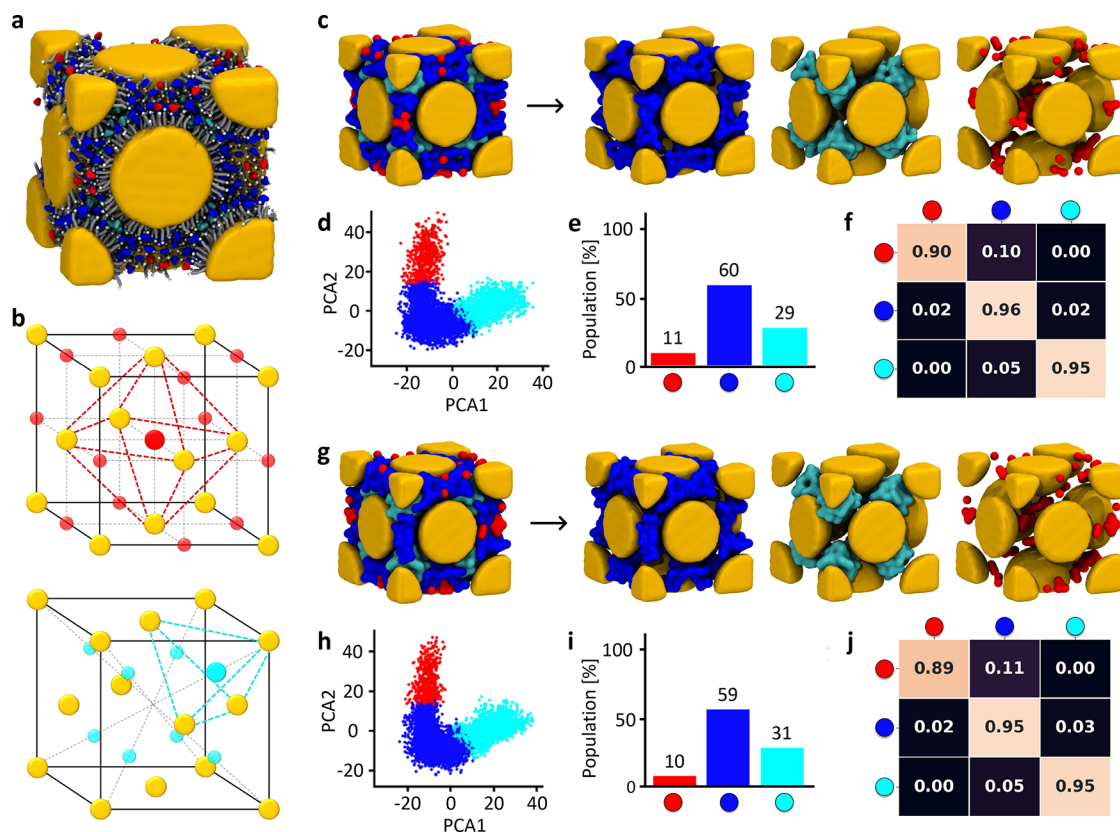 a
c
d
40
20
0
-20
PCA2
-20
0
20
40
PCA1
e
100
50
0
Population [%]
11
60
29
f
0.90 0.10 0.00
0.02 0.96 0.02
0.00 0.05 0.95
b
g
h
40
20
0
-20
PCA2
-20
0
20
40
PCA1
i
100
50
0
Population [%]
10
59
31
j
0.89 0.11 0.00
0.02 0.95 0.03
0.00 0.05 0.95